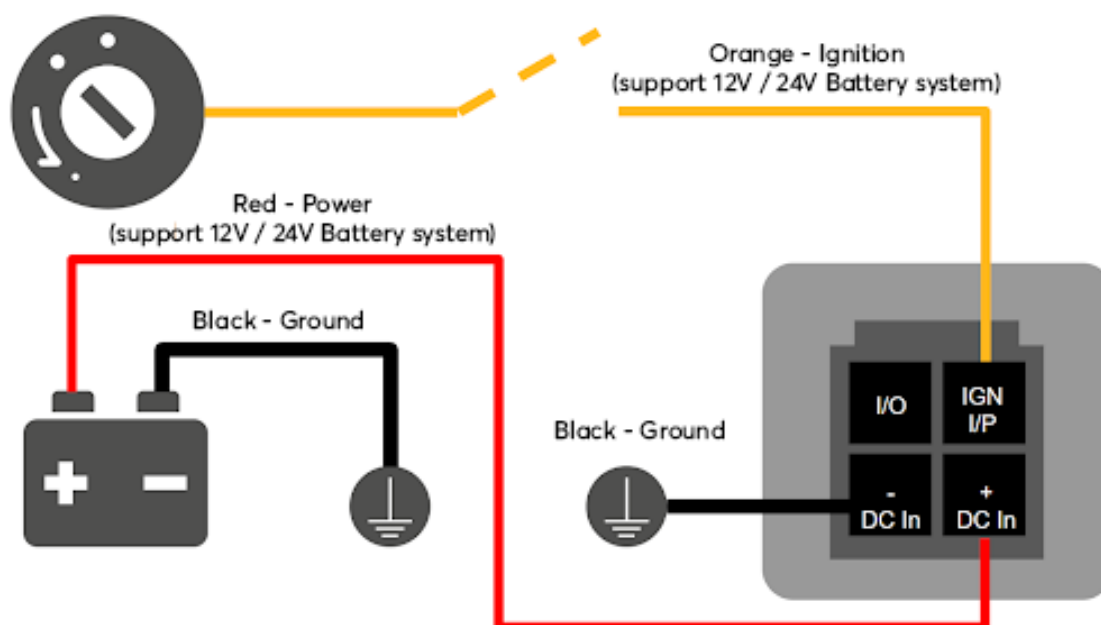 Orange - Ignition
(support 12V / 24V Battery system)
Red - Power
(support 12V / 24V Battery system)
Black - Ground
I/O
IGN
I/P
Black - Ground
-
DC In
+
DC In
+
-